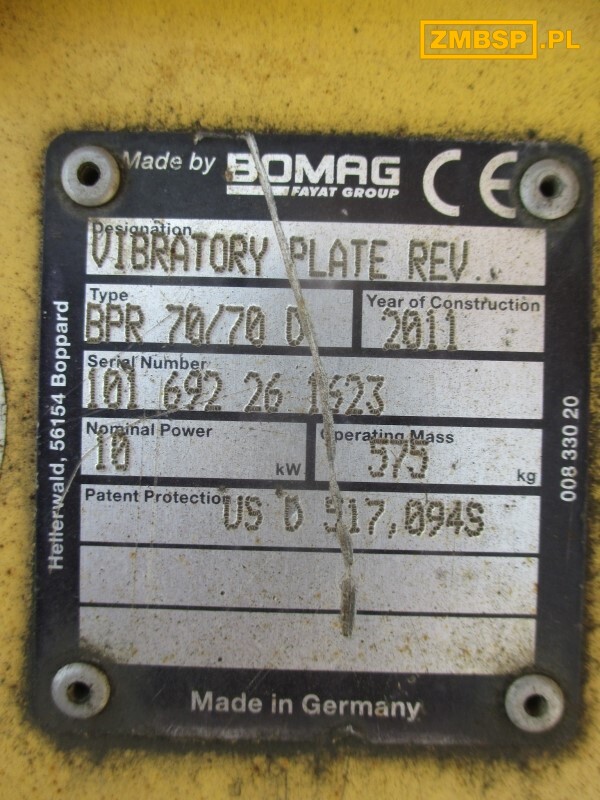 ZMBSP.PL
Made by BOMAG CE
FAYAT GROUP
Designation
VIBRATORY PLATE REV.
Type
BPR 70/70 D
Year of Construction
2011
Serial Number
101 692 26 1623
Nominal Power
10 kW
Operating Mass
575 kg
Patent Protection
US D 517,094S
Made in Germany
Hellerwald, 56154 Boppard
008 330 20